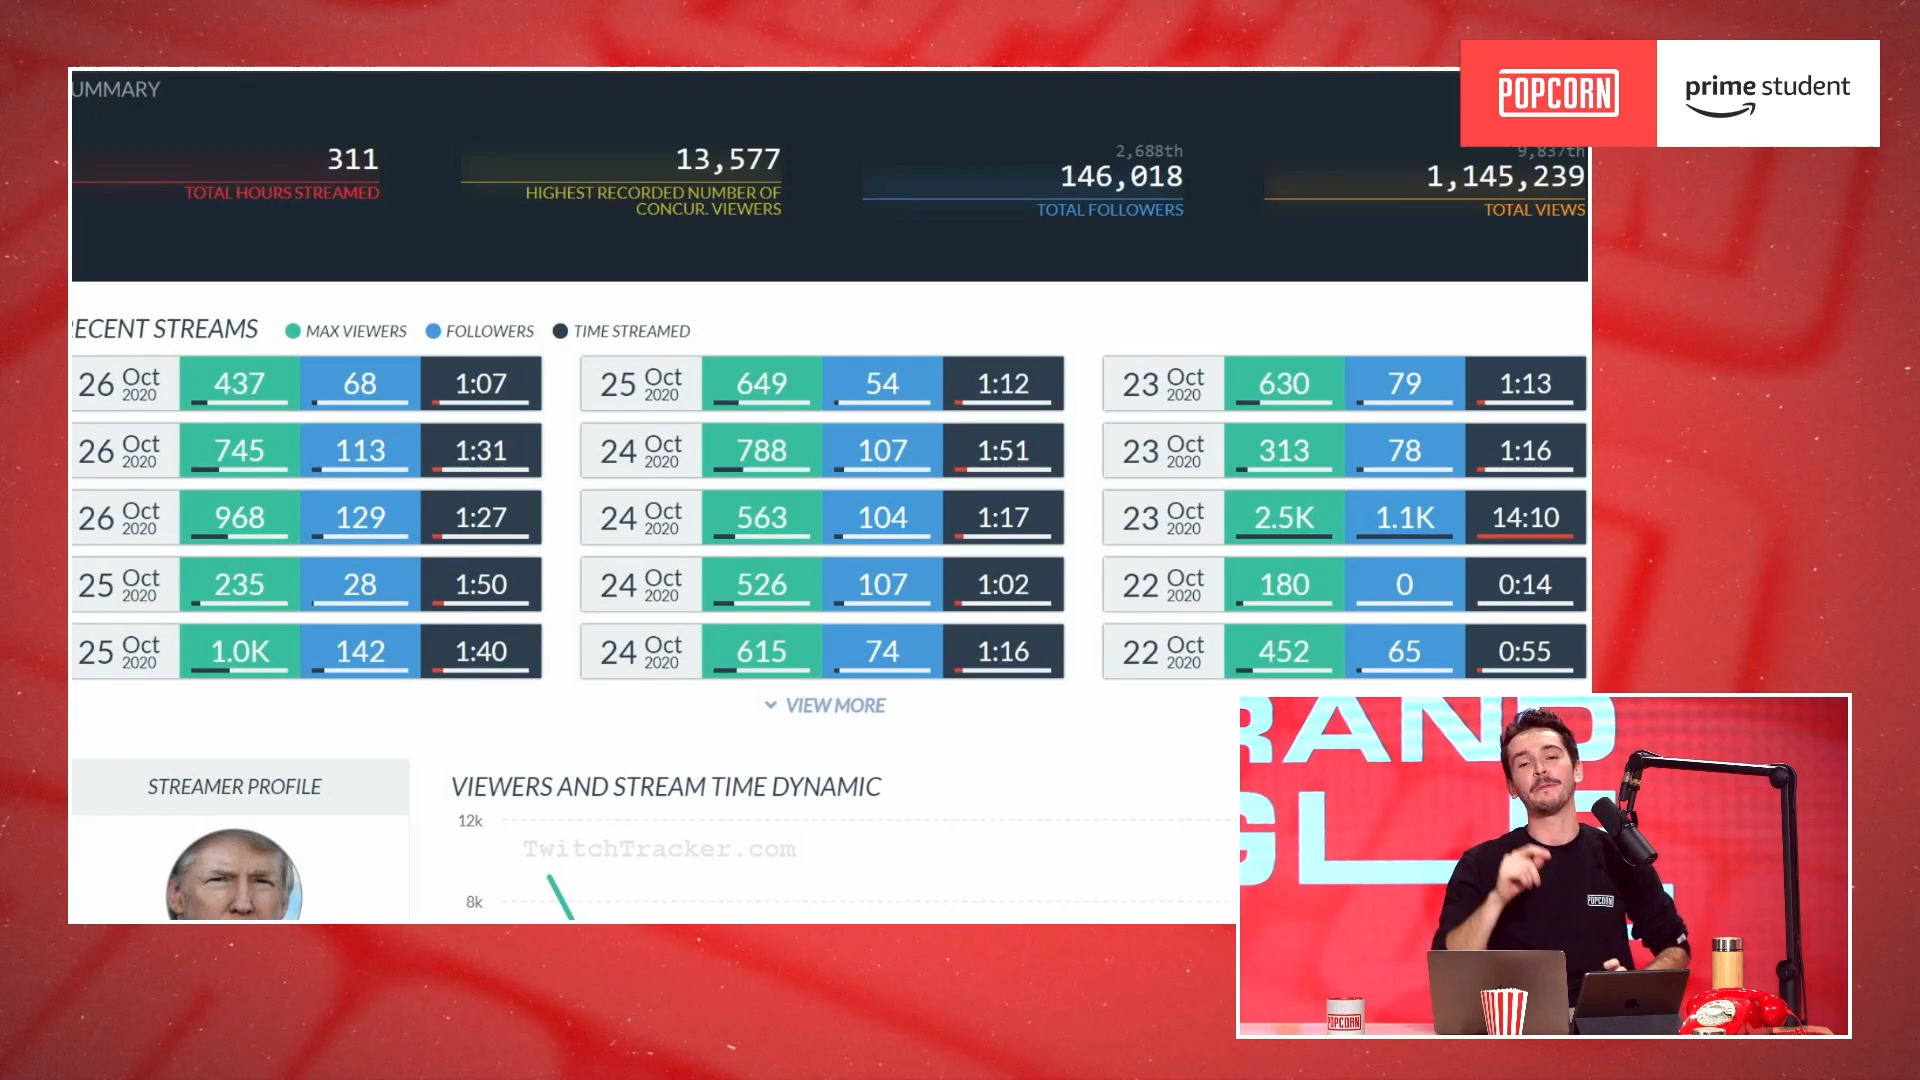 UMMARY
POPCORN
prime student
311
TOTAL HOURS STREAMED
13,577
HIGHEST RECORDED NUMBER OF
CONCUR. VIEWERS
2,688th
146,018
TOTAL FOLLOWERS
9,837th
1,145,239
TOTAL VIEWS
ECENT STREAMS MAX VIEWERS FOLLOWERS TIME STREAMED
26 Oct 2020 437 68 1:07
25 Oct 2020 649 54 1:12
23 Oct 2020 630 79 1:13
26 Oct 2020 745 113 1:31
24 Oct 2020 788 107 1:51
23 Oct 2020 313 78 1:16
26 Oct 2020 968 129 1:27
24 Oct 2020 563 104 1:17
23 Oct 2020 2.5K 1.1K 14:10
25 Oct 2020 235 28 1:50
24 Oct 2020 526 107 1:02
22 Oct 2020 180 0 0:14
25 Oct 2020 1.0K 142 1:40
24 Oct 2020 615 74 1:16
22 Oct 2020 452 65 0:55
VIEW MORE
STREAMER PROFILE
VIEWERS AND STREAM TIME DYNAMIC
12k
TwitchTracker.com
8k
RAND
GL
POPCORN
POPCORN